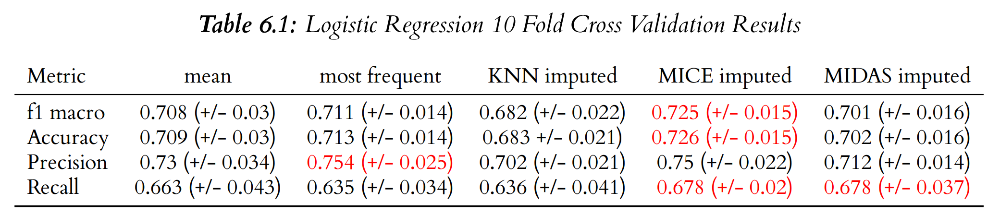 Table 6.1: Logistic Regression 10 Fold Cross Validation Results
Metric mean most frequent KNN imputed MICE imputed MIDAS imputed
f1 macro 0.708 (+/- 0.03) 0.711 (+/- 0.014) 0.682 (+/- 0.022) 0.725 (+/- 0.015) 0.701 (+/- 0.016)
Accuracy 0.709 (+/- 0.03) 0.713 (+/- 0.014) 0.683 +/- 0.021) 0.726 (+/- 0.015) 0.702 (+/- 0.016)
Precision 0.73 (+/- 0.034) 0.754 (+/- 0.025) 0.702 (+/- 0.021) 0.75 (+/- 0.022) 0.712 (+/- 0.014)
Recall 0.663 (+/- 0.043) 0.635 (+/- 0.034) 0.636 (+/- 0.041) 0.678 (+/- 0.02) 0.678 (+/- 0.037)